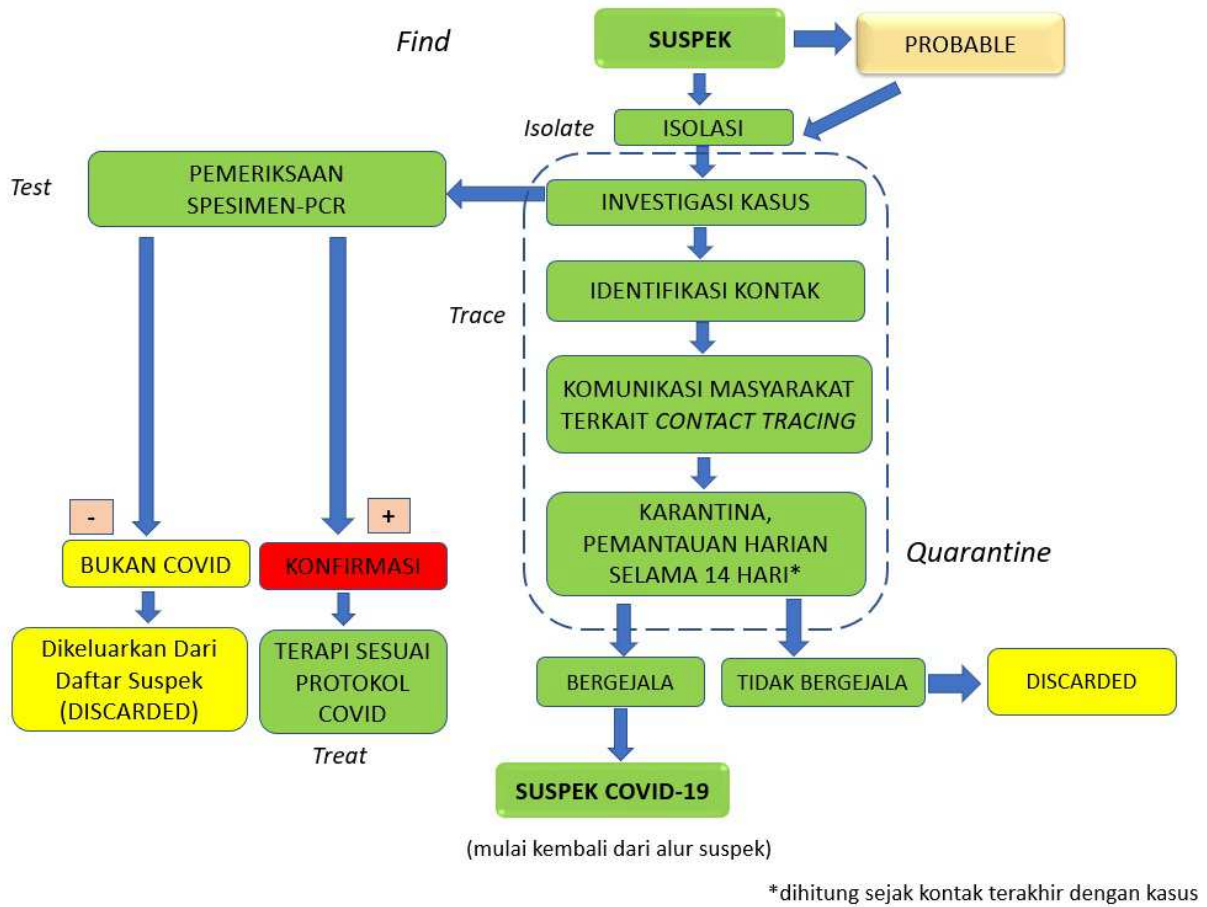 Find
SUSPEK
PROBABLE
Isolate
ISOLASI
Test
PEMERIKSAAN
SPESIMEN-PCR
INVESTIGASI KASUS
IDENTIFIKASI KONTAK
Trace
KOMUNIKASI MASYARAKAT
TERKAIT CONTACT TRACING
KARANTINA,
PEMANTAUAN HARIAN
SELAMA 14 HARI*
Quarantine
-
+
BUKAN COVID
KONFIRMASI
Dikeluarkan Dari
Daftar Suspek
(DISCARDED)
TERAPI SESUAI
PROTOKOL
COVID
Treat
BERGEJALA
TIDAK BERGEJALA
DISCARDED
SUSPEK COVID-19
(mulai kembali dari alur suspek)
*dihitung sejak kontak terakhir dengan kasus